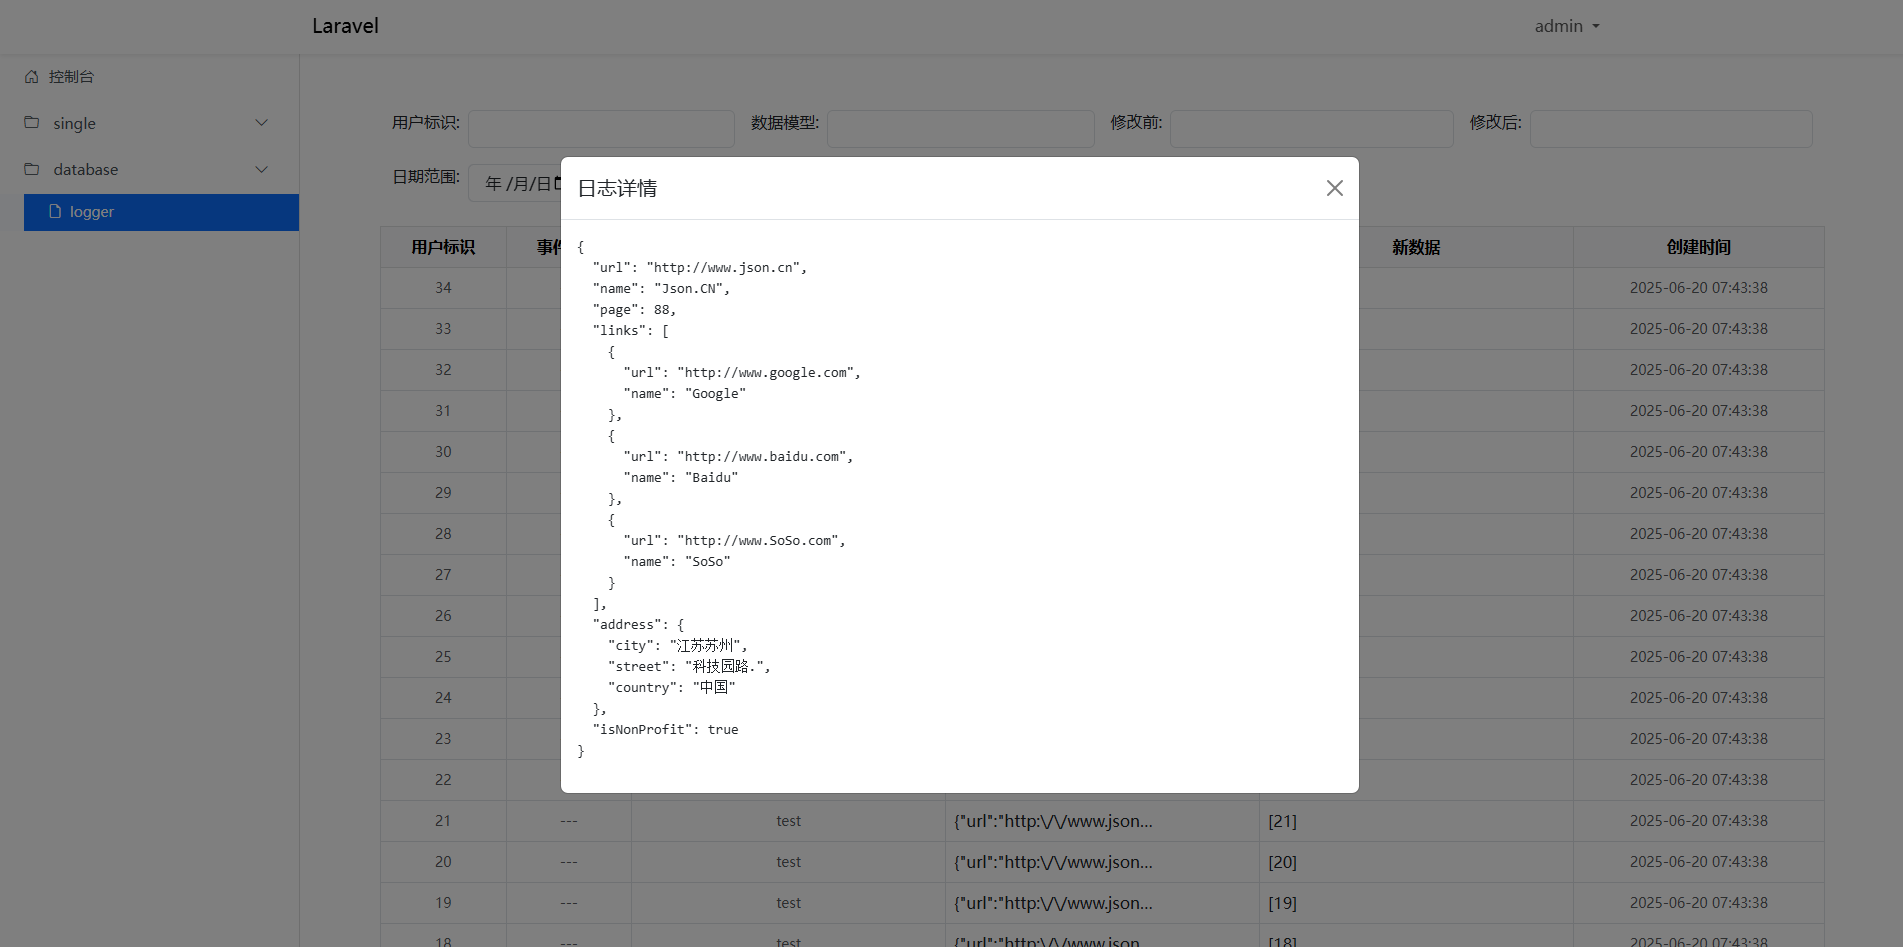 Laravel
admin
控制台
single
database
logger
用户标识:
数据模型:
修改前:
修改后:
日期范围:
年 /月/日
日志详情
{
"url": "http://www.json.cn",
"name": "Json.CN",
"page": 88,
"links": [
{
"url": "http://www.google.com",
"name": "Google"
},
{
"url": "http://www.baidu.com",
"name": "Baidu"
},
{
"url": "http://www.SoSo.com",
"name": "SoSo"
}
],
"address": {
"city": "江苏苏州",
"street": "科技园路.",
"country": "中国"
},
"isNonProfit": true
}
用户标识 新数据 创建时间
34 2025-06-20 07:43:38
33 2025-06-20 07:43:38
32 2025-06-20 07:43:38
31 2025-06-20 07:43:38
30 2025-06-20 07:43:38
29 2025-06-20 07:43:38
28 2025-06-20 07:43:38
27 2025-06-20 07:43:38
26 2025-06-20 07:43:38
25 2025-06-20 07:43:38
24 2025-06-20 07:43:38
23 2025-06-20 07:43:38
22 2025-06-20 07:43:38
21 --- test {"url":"http:\/\/www.json... [21] 2025-06-20 07:43:38
20 --- test {"url":"http:\/\/www.json... [20] 2025-06-20 07:43:38
19 --- test {"url":"http:\/\/www.json... [19] 2025-06-20 07:43:38
18 --- test {"url":"http:\/\/www.json... [18] 2025-06-20 07:43:38